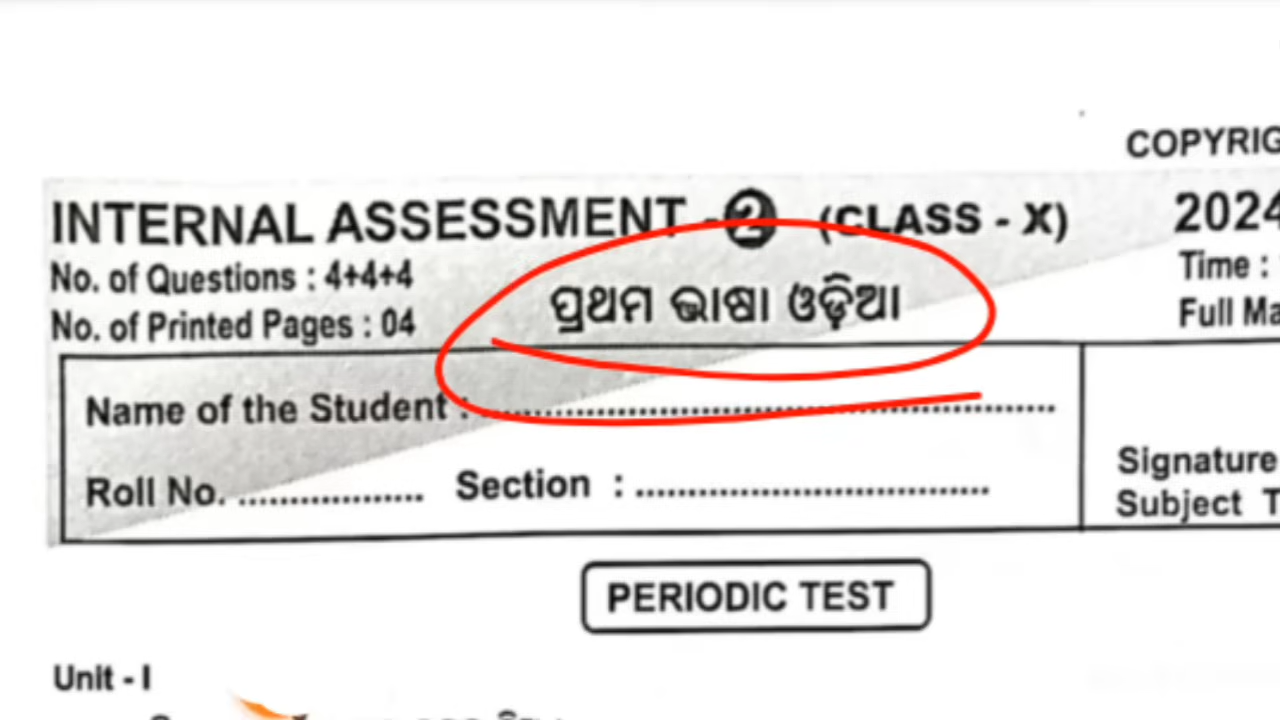 COPYRIG
INTERNAL ASSESSMENT - 2 (CLASS - X) 2024
No. of Questions : 4+4+4 Time :
ପ୍ରଥମ ଭାଷା ଓଡ଼ିଆ
No. of Printed Pages : 04 Full Ma
Name of the Student : ..........................................................
Roll No. .................. Section : ...................................
Signature
Subject T
PERIODIC TEST
Unit - I